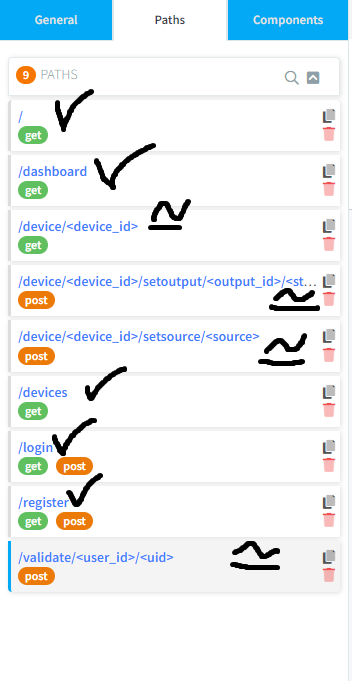 General Paths Components
9 PATHS
/
get
/dashboard
get
/device/<device_id>
get
/device/<device_id>/setoutput/<output_id>/<st...
post
/device/<device_id>/setsource/<source>
post
/devices
get
/login
get post
/register
get post
/validate/<user_id>/<uid>
post